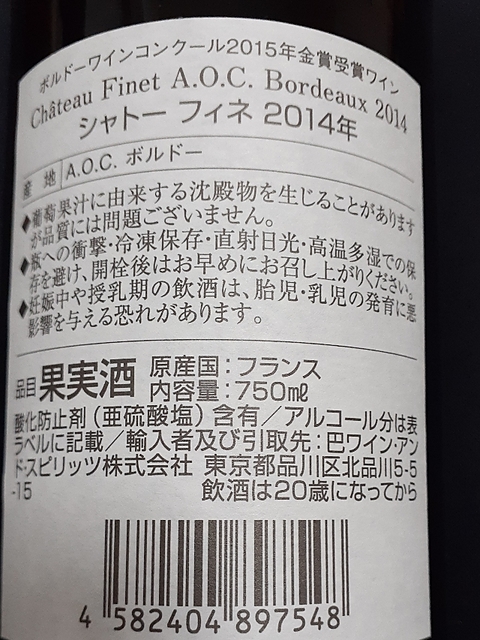 ボルドーワインコンクール2015年金賞受賞ワイン
Château Finet A.O.C. Bordeaux 2014
シャトー フィネ 2014年
産地 A.O.C. ボルドー
◆葡萄果汁に由来する沈殿物を生じることがあります
が品質には問題ございません。
◆瓶への衝撃・冷凍保存・直射日光・高温多湿での保
存を避け、開栓後はお早めにお召し上がりください。
◆妊娠中や授乳期の飲酒は、胎児・乳児の発育に悪
影響を与える恐れがあります。
品目 果実酒 原産国：フランス
内容量：750ml
酸化防止剤（亜硫酸塩）含有／アルコール分は表
ラベルに記載／輸入者及び引取先：巴ワイン・アン
ド・スピリッツ株式会社 東京都品川区北品川5-5
-15 飲酒は20歳になってから
4 582404 897548